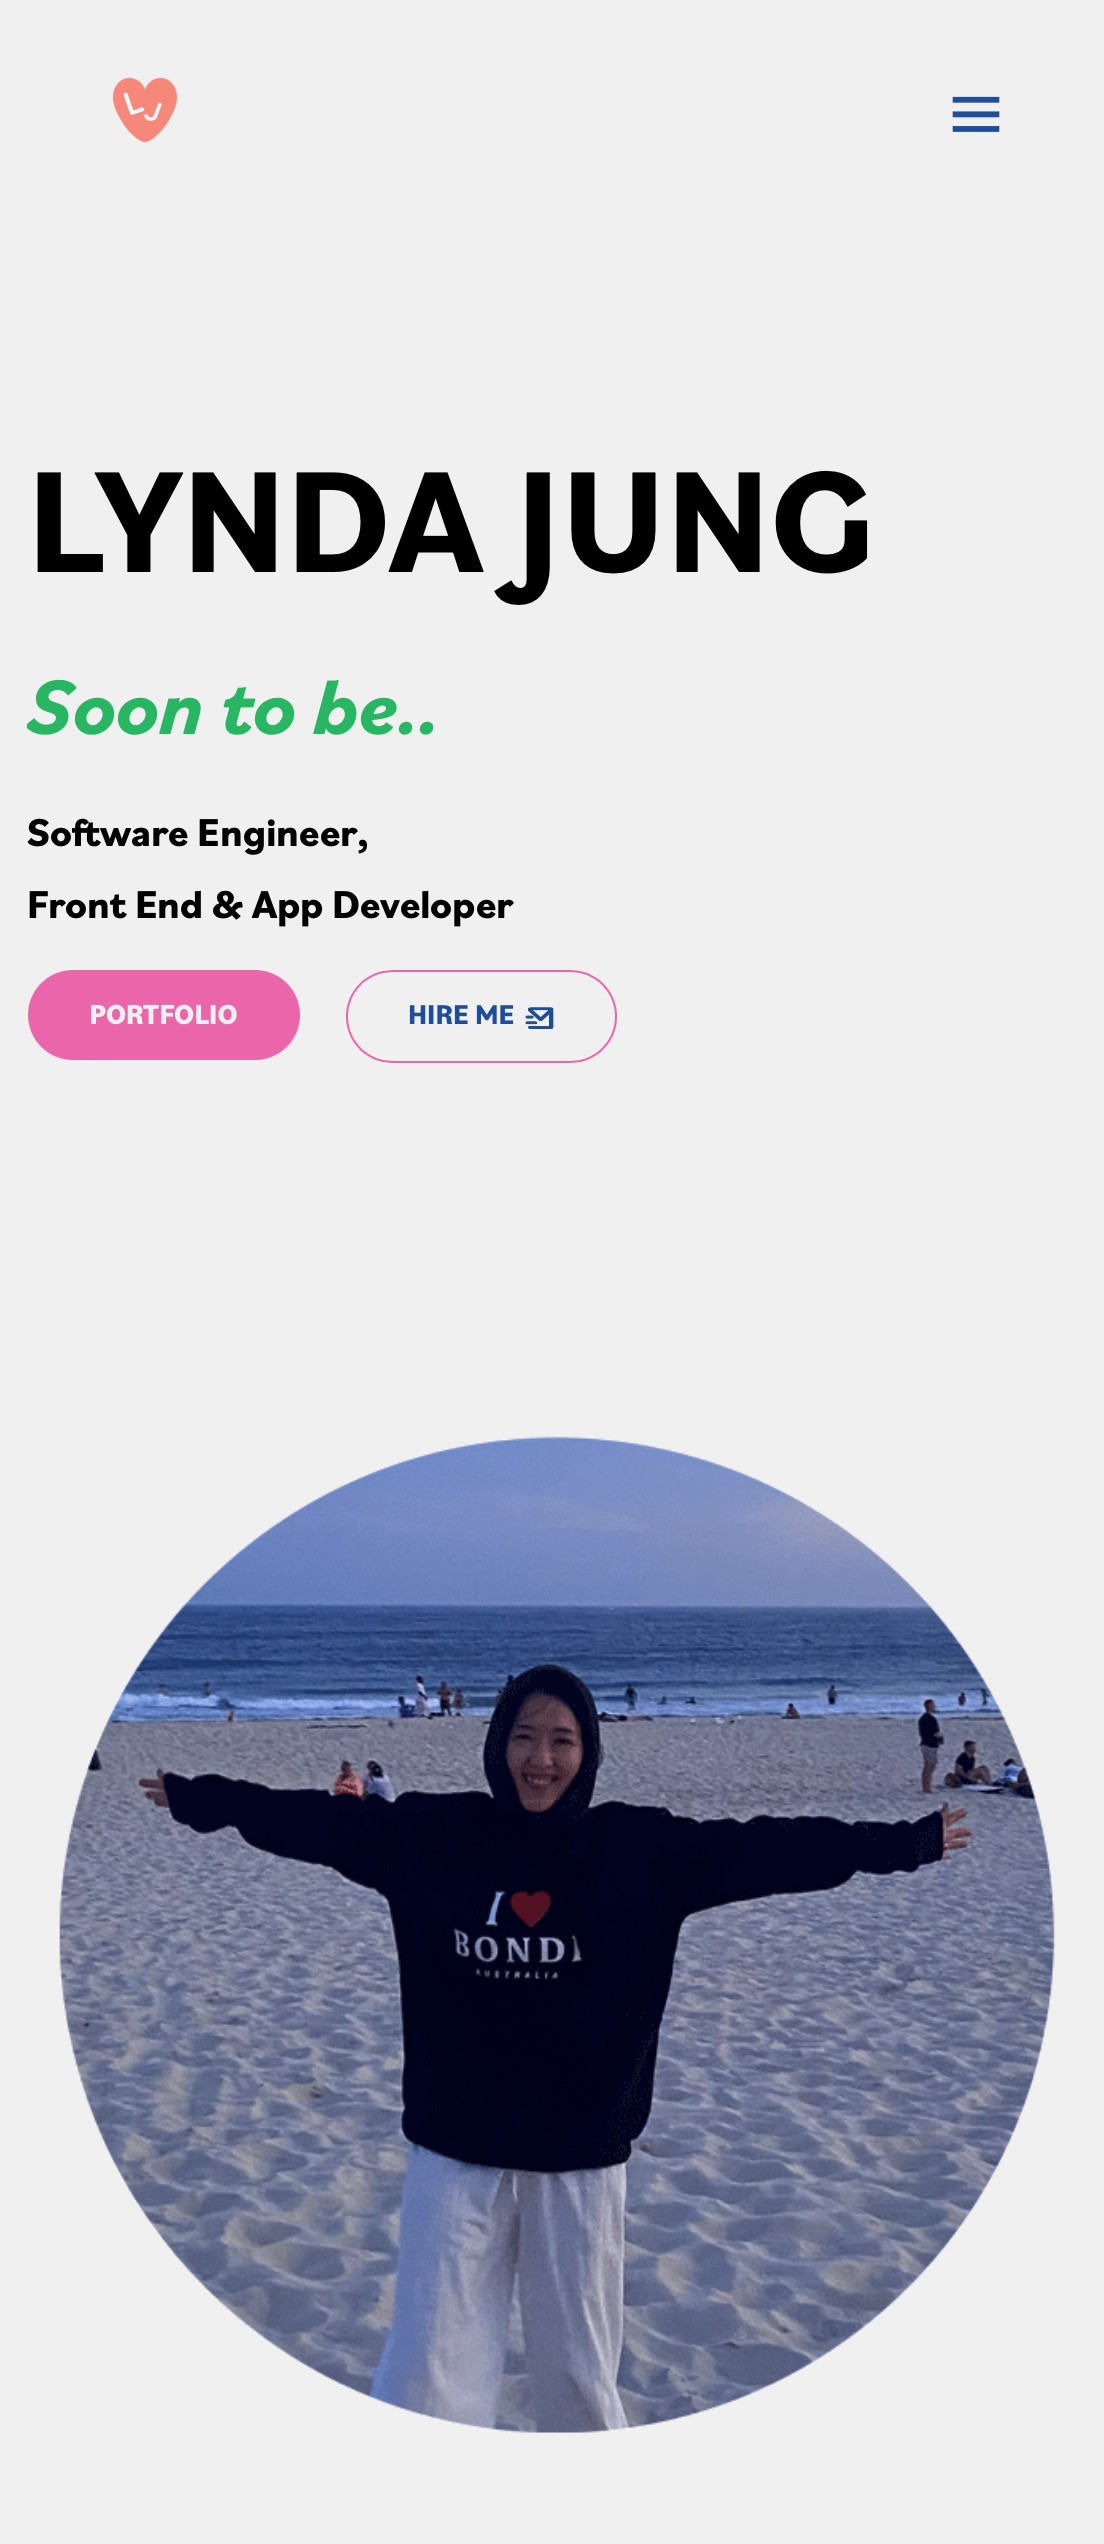 LJ
LYNDA JUNG
Soon to be..
Software Engineer,
Front End & App Developer
PORTFOLIO
HIRE ME
I
BONDI
AUSTRALIA